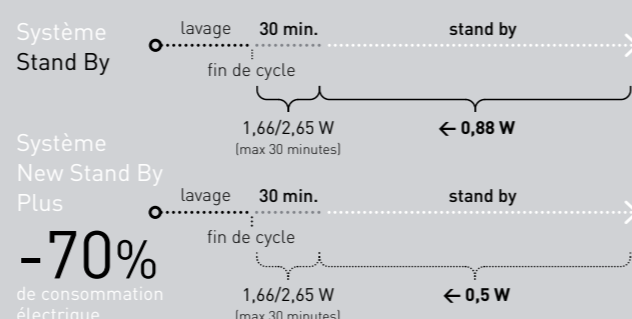 Système
Stand By
lavage 30 min. stand by
fin de cycle
1,66/2,65 W ← 0,88 W
(max 30 minutes)
Système
New Stand By
Plus
lavage 30 min. stand by
fin de cycle
-70%
de consommation
électrique
1,66/2,65 W ← 0,5 W
(max 30 minutes)